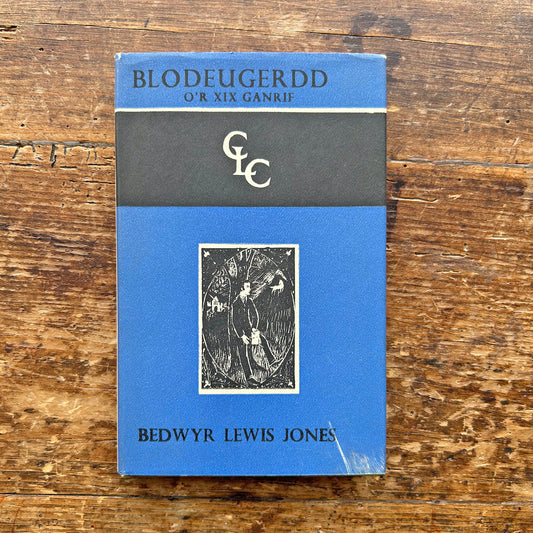 BLODEUGERDD
O'R XIX GANRIF
CLC
BEDWYR LEWIS JONES